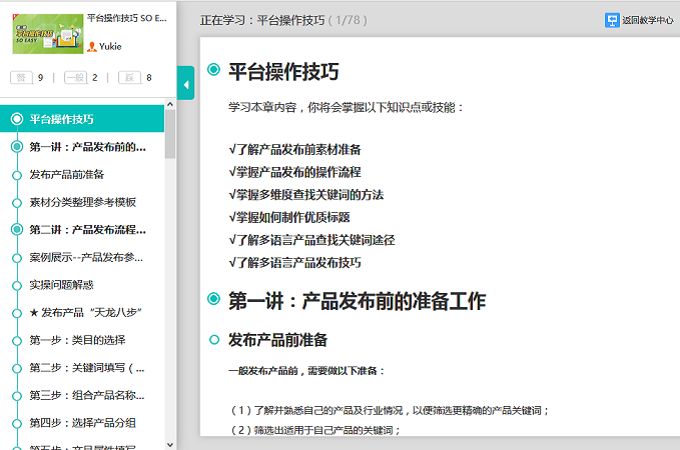 平台操作技巧 SO E...
Yukie
赞 9 一般 2 踩 8
平台操作技巧
第一讲：产品发布前的...
发布产品前准备
素材分类整理参考模板
第二讲：产品发布流程...
案例展示--产品发布参...
实操问题解惑
★ 发布产品“天龙八步”
第一步：类目的选择
第二步：关键词填写（...
第三步：组合产品名称...
第四步：选择产品分组
第五步：产品属性填写
正在学习：平台操作技巧 ( 1/78 )
返回教学中心
平台操作技巧
学习本章内容，你将会掌握以下知识点或技能：
√了解产品发布前素材准备
√掌握产品发布的操作流程
√掌握多维度查找关键词的方法
√掌握如何制作优质标题
√了解多语言产品查找关键词途径
√了解多语言产品发布技巧
第一讲：产品发布前的准备工作
发布产品前准备
一般发布产品前，需要做以下准备：
（1）了解并熟悉自己的产品及行业情况，以便筛选更精确的产品关键词；
（2）筛选出适用于自己产品的关键词；